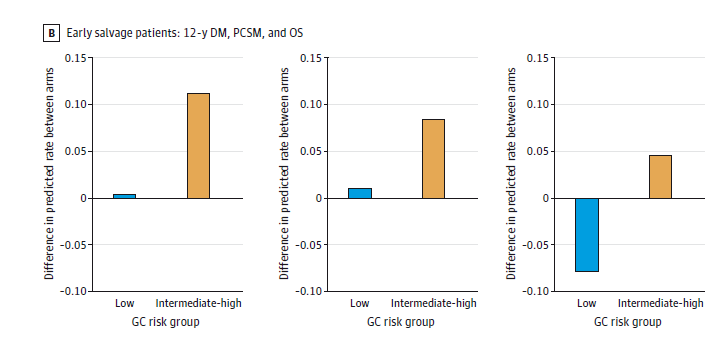 B Early salvage patients: 12-y DM, PCSM, and OS
Difference in predicted rate between arms
0.15
0.10
0.05
0
–0.05
–0.10
Low Intermediate-high
GC risk group
Difference in predicted rate between arms
0.15
0.10
0.05
0
–0.05
–0.10
Low Intermediate-high
GC risk group
Difference in predicted rate between arms
0.15
0.10
0.05
0
–0.05
–0.10
Low Intermediate-high
GC risk group